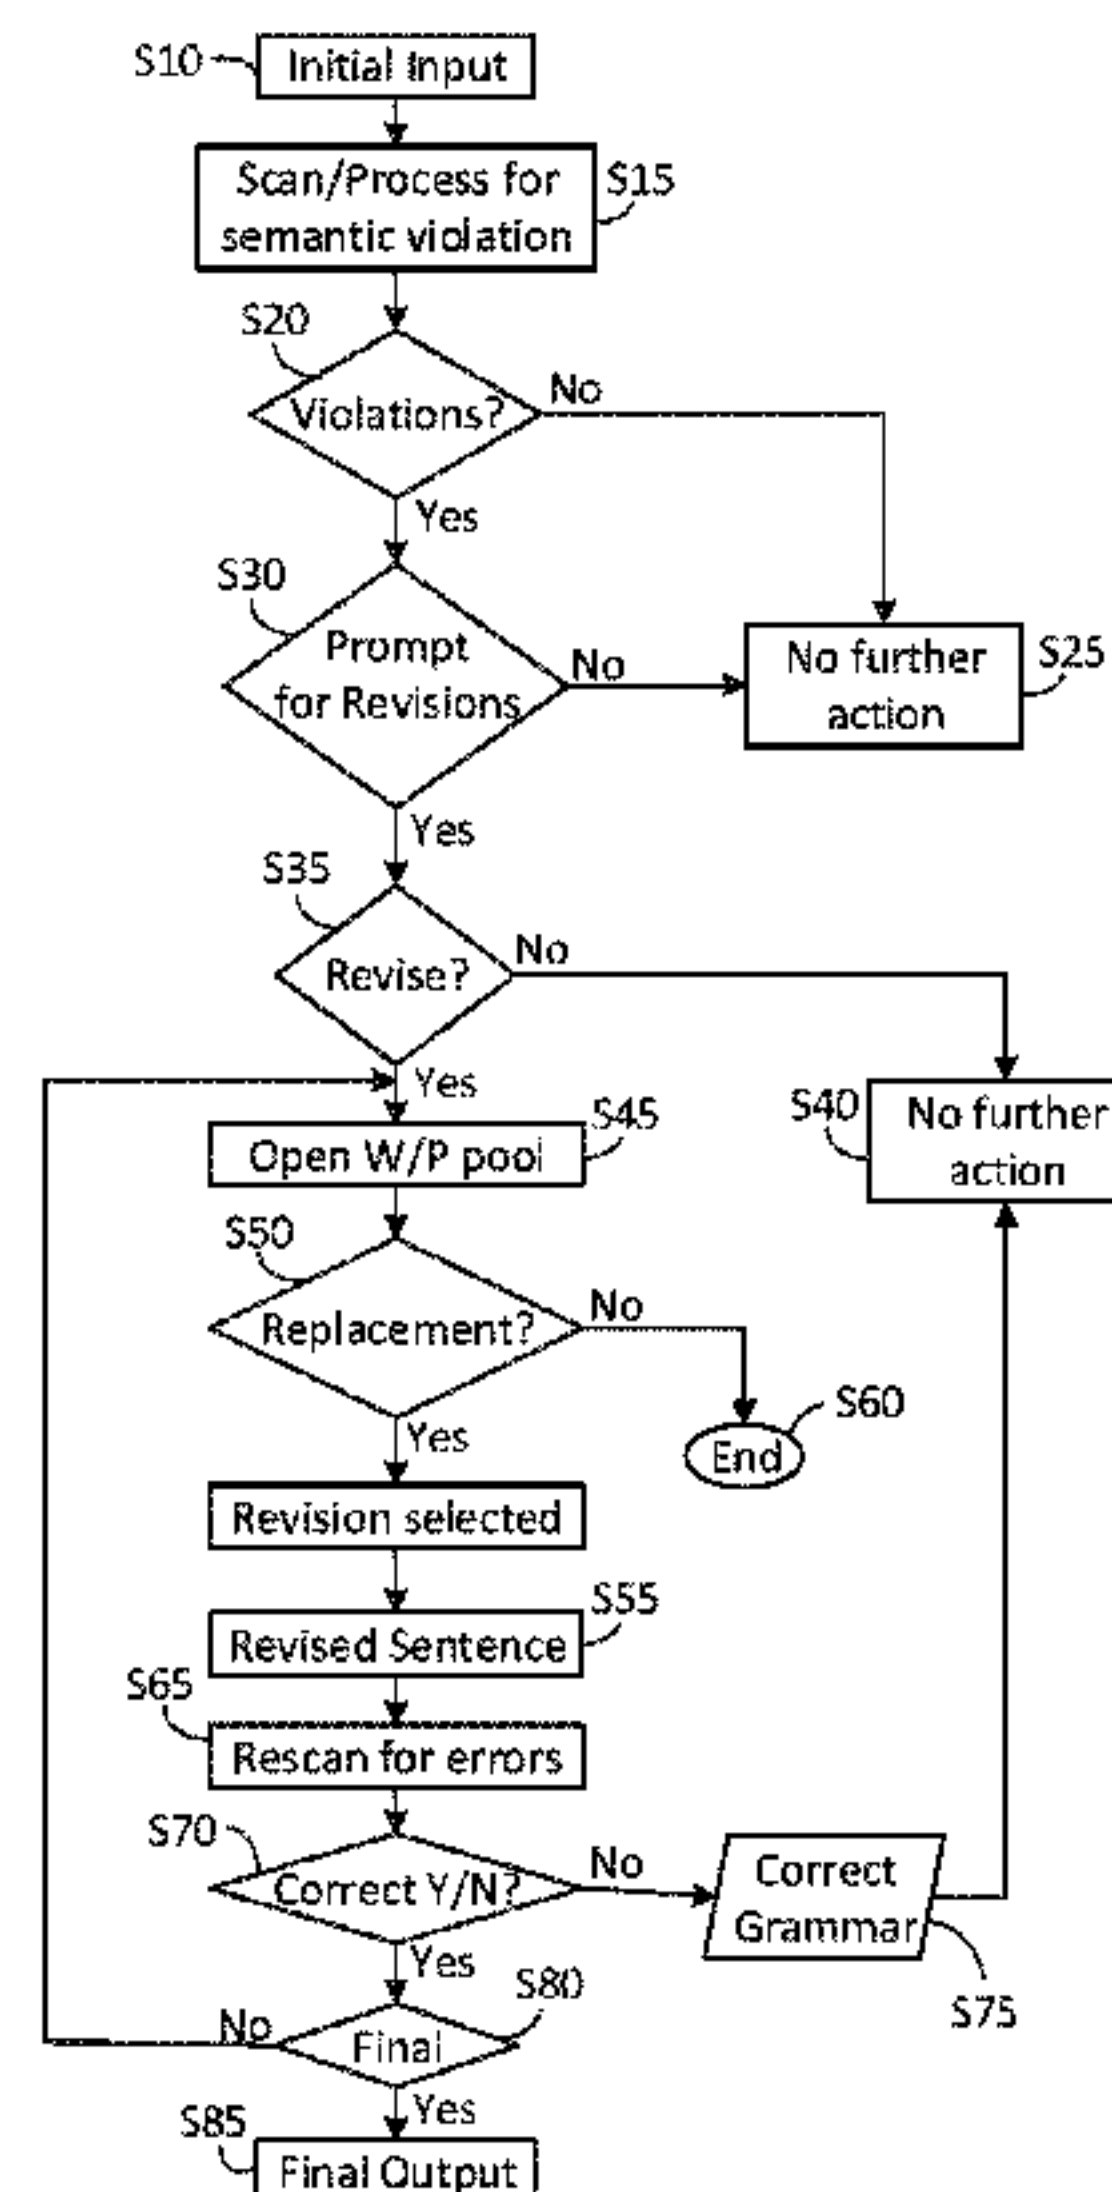 S10
Initial Input
Scan/Process for
semantic violation
S15
S20
Violations?
No
Yes
S30
Prompt
for Revisions
No
No further
action
S25
Yes
S35
Revise?
No
Yes
S40
No further
action
S45
Open W/P pool
S50
Replacement?
No
S60
End
Yes
Revision selected
S55
Revised Sentence
S65
Rescan for errors
S70
Correct Y/N?
No
Correct
Grammar
S75
Yes
S80
No
Final
Yes
S85
Final Output